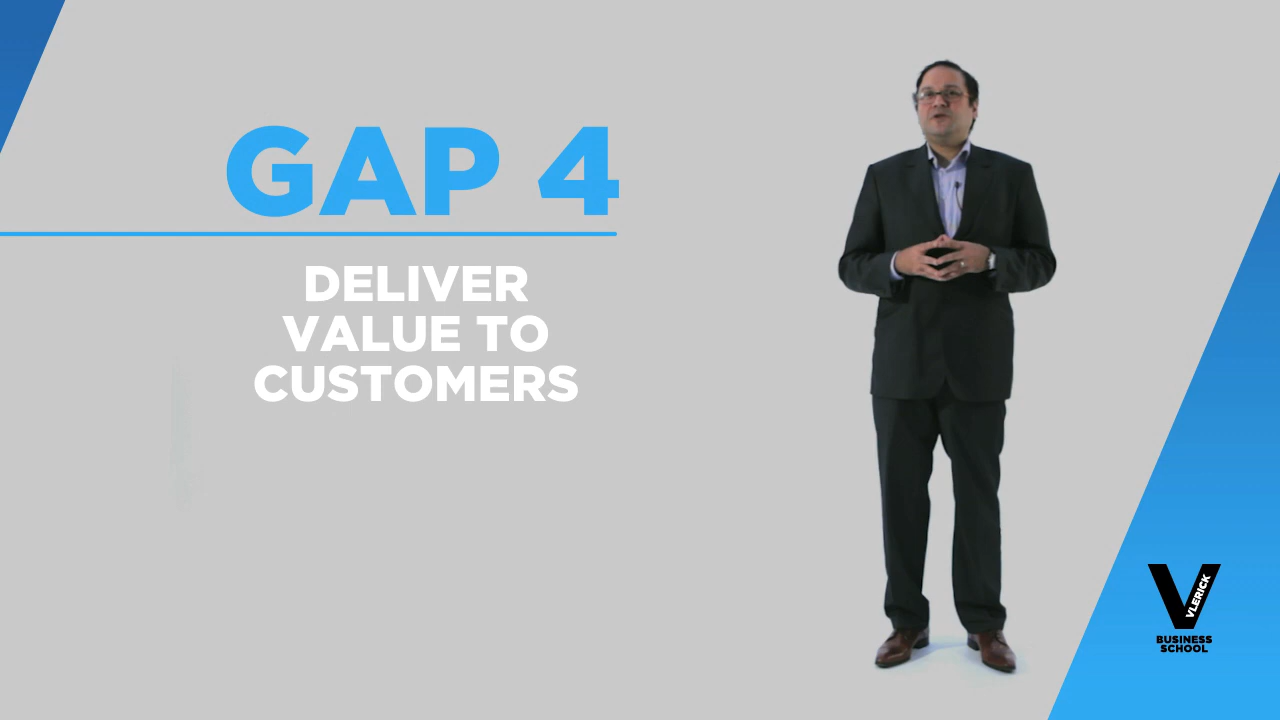 GAP 4
DELIVER
VALUE TO
CUSTOMERS
VLERICK
BUSINESS
SCHOOL